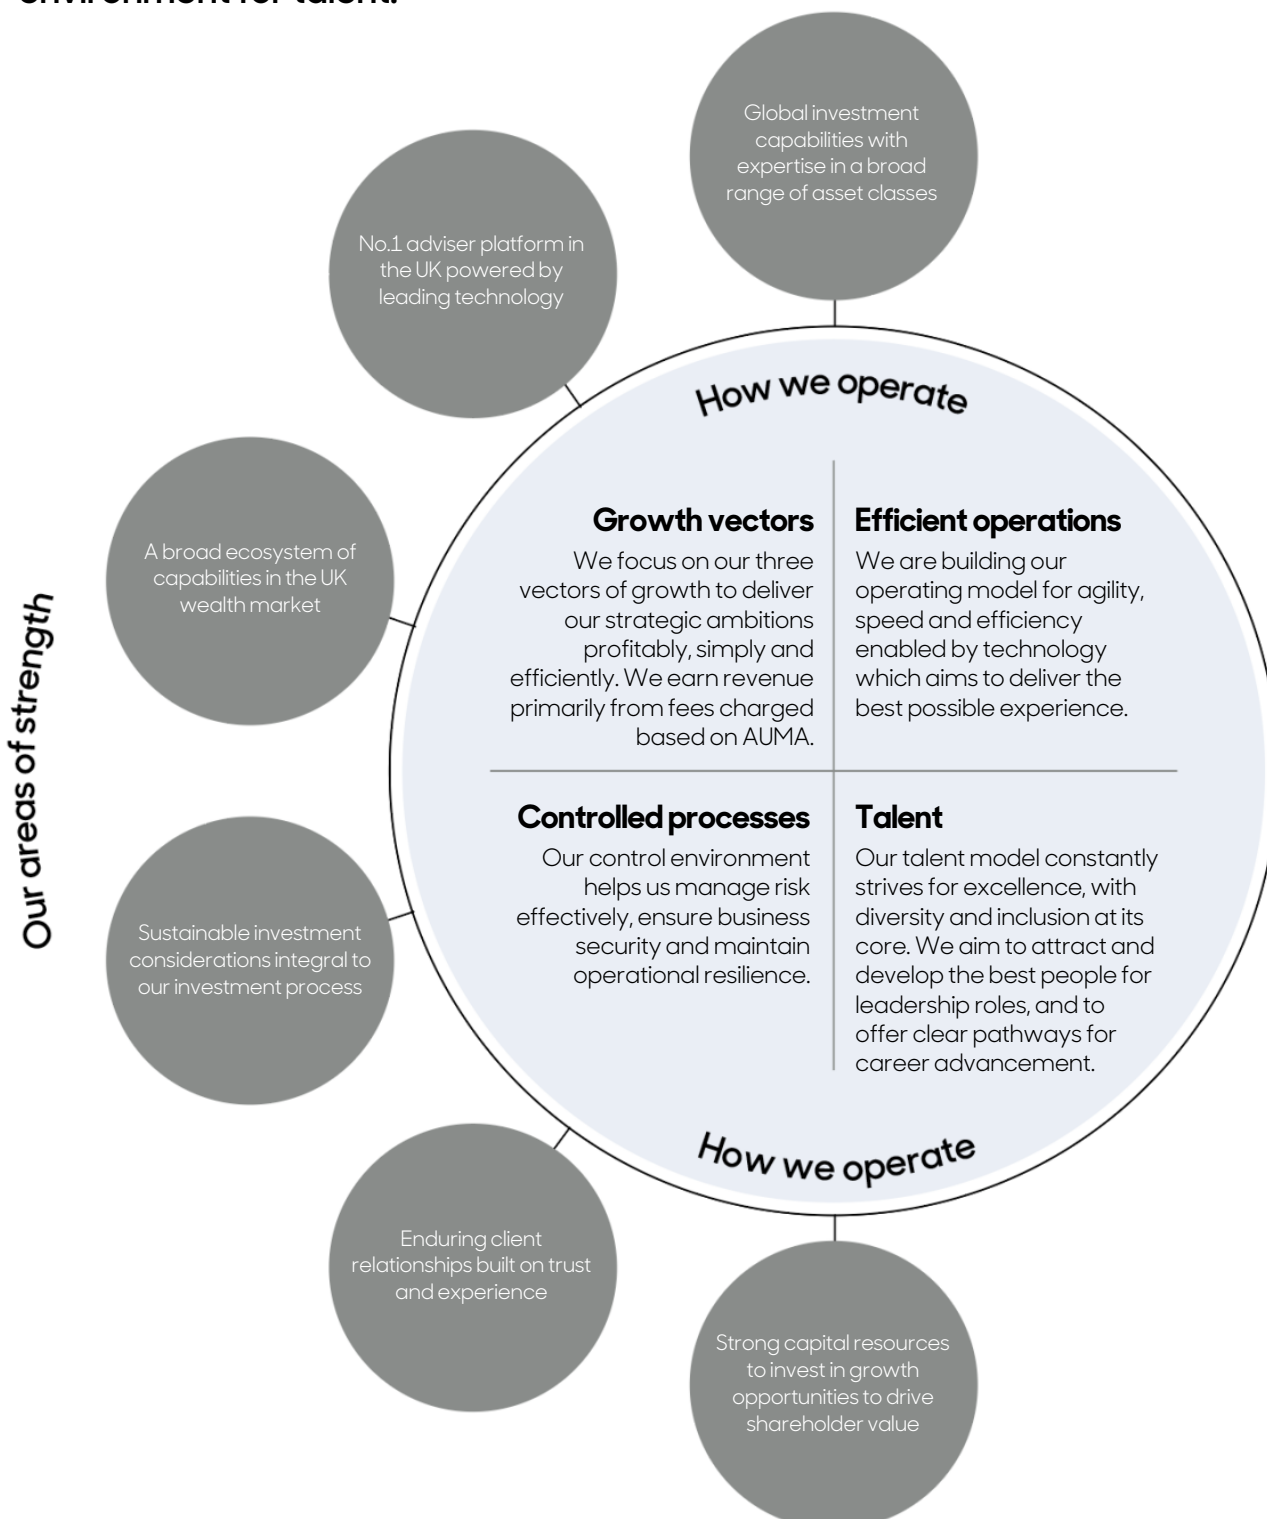 environment for talent.
Global investment
capabilities with
expertise in a broad
range of asset classes
No.1 adviser platform in
the UK powered by
leading technology
A broad ecosystem of
capabilities in the UK
wealth market
Our areas of strength
Sustainable investment
considerations integral to
our investment process
Enduring client
relationships built on trust
and experience
Strong capital resources
to invest in growth
opportunities to drive
shareholder value
How we operate
Growth vectors
We focus on our three
vectors of growth to deliver
our strategic ambitions
profitably, simply and
efficiently. We earn revenue
primarily from fees charged
based on AUMA.
Efficient operations
We are building our
operating model for agility,
speed and efficiency
enabled by technology
which aims to deliver the
best possible experience.
Controlled processes
Our control environment
helps us manage risk
effectively, ensure business
security and maintain
operational resilience.
Talent
Our talent model constantly
strives for excellence, with
diversity and inclusion at its
core. We aim to attract and
develop the best people for
leadership roles, and to
offer clear pathways for
career advancement.
How we operate